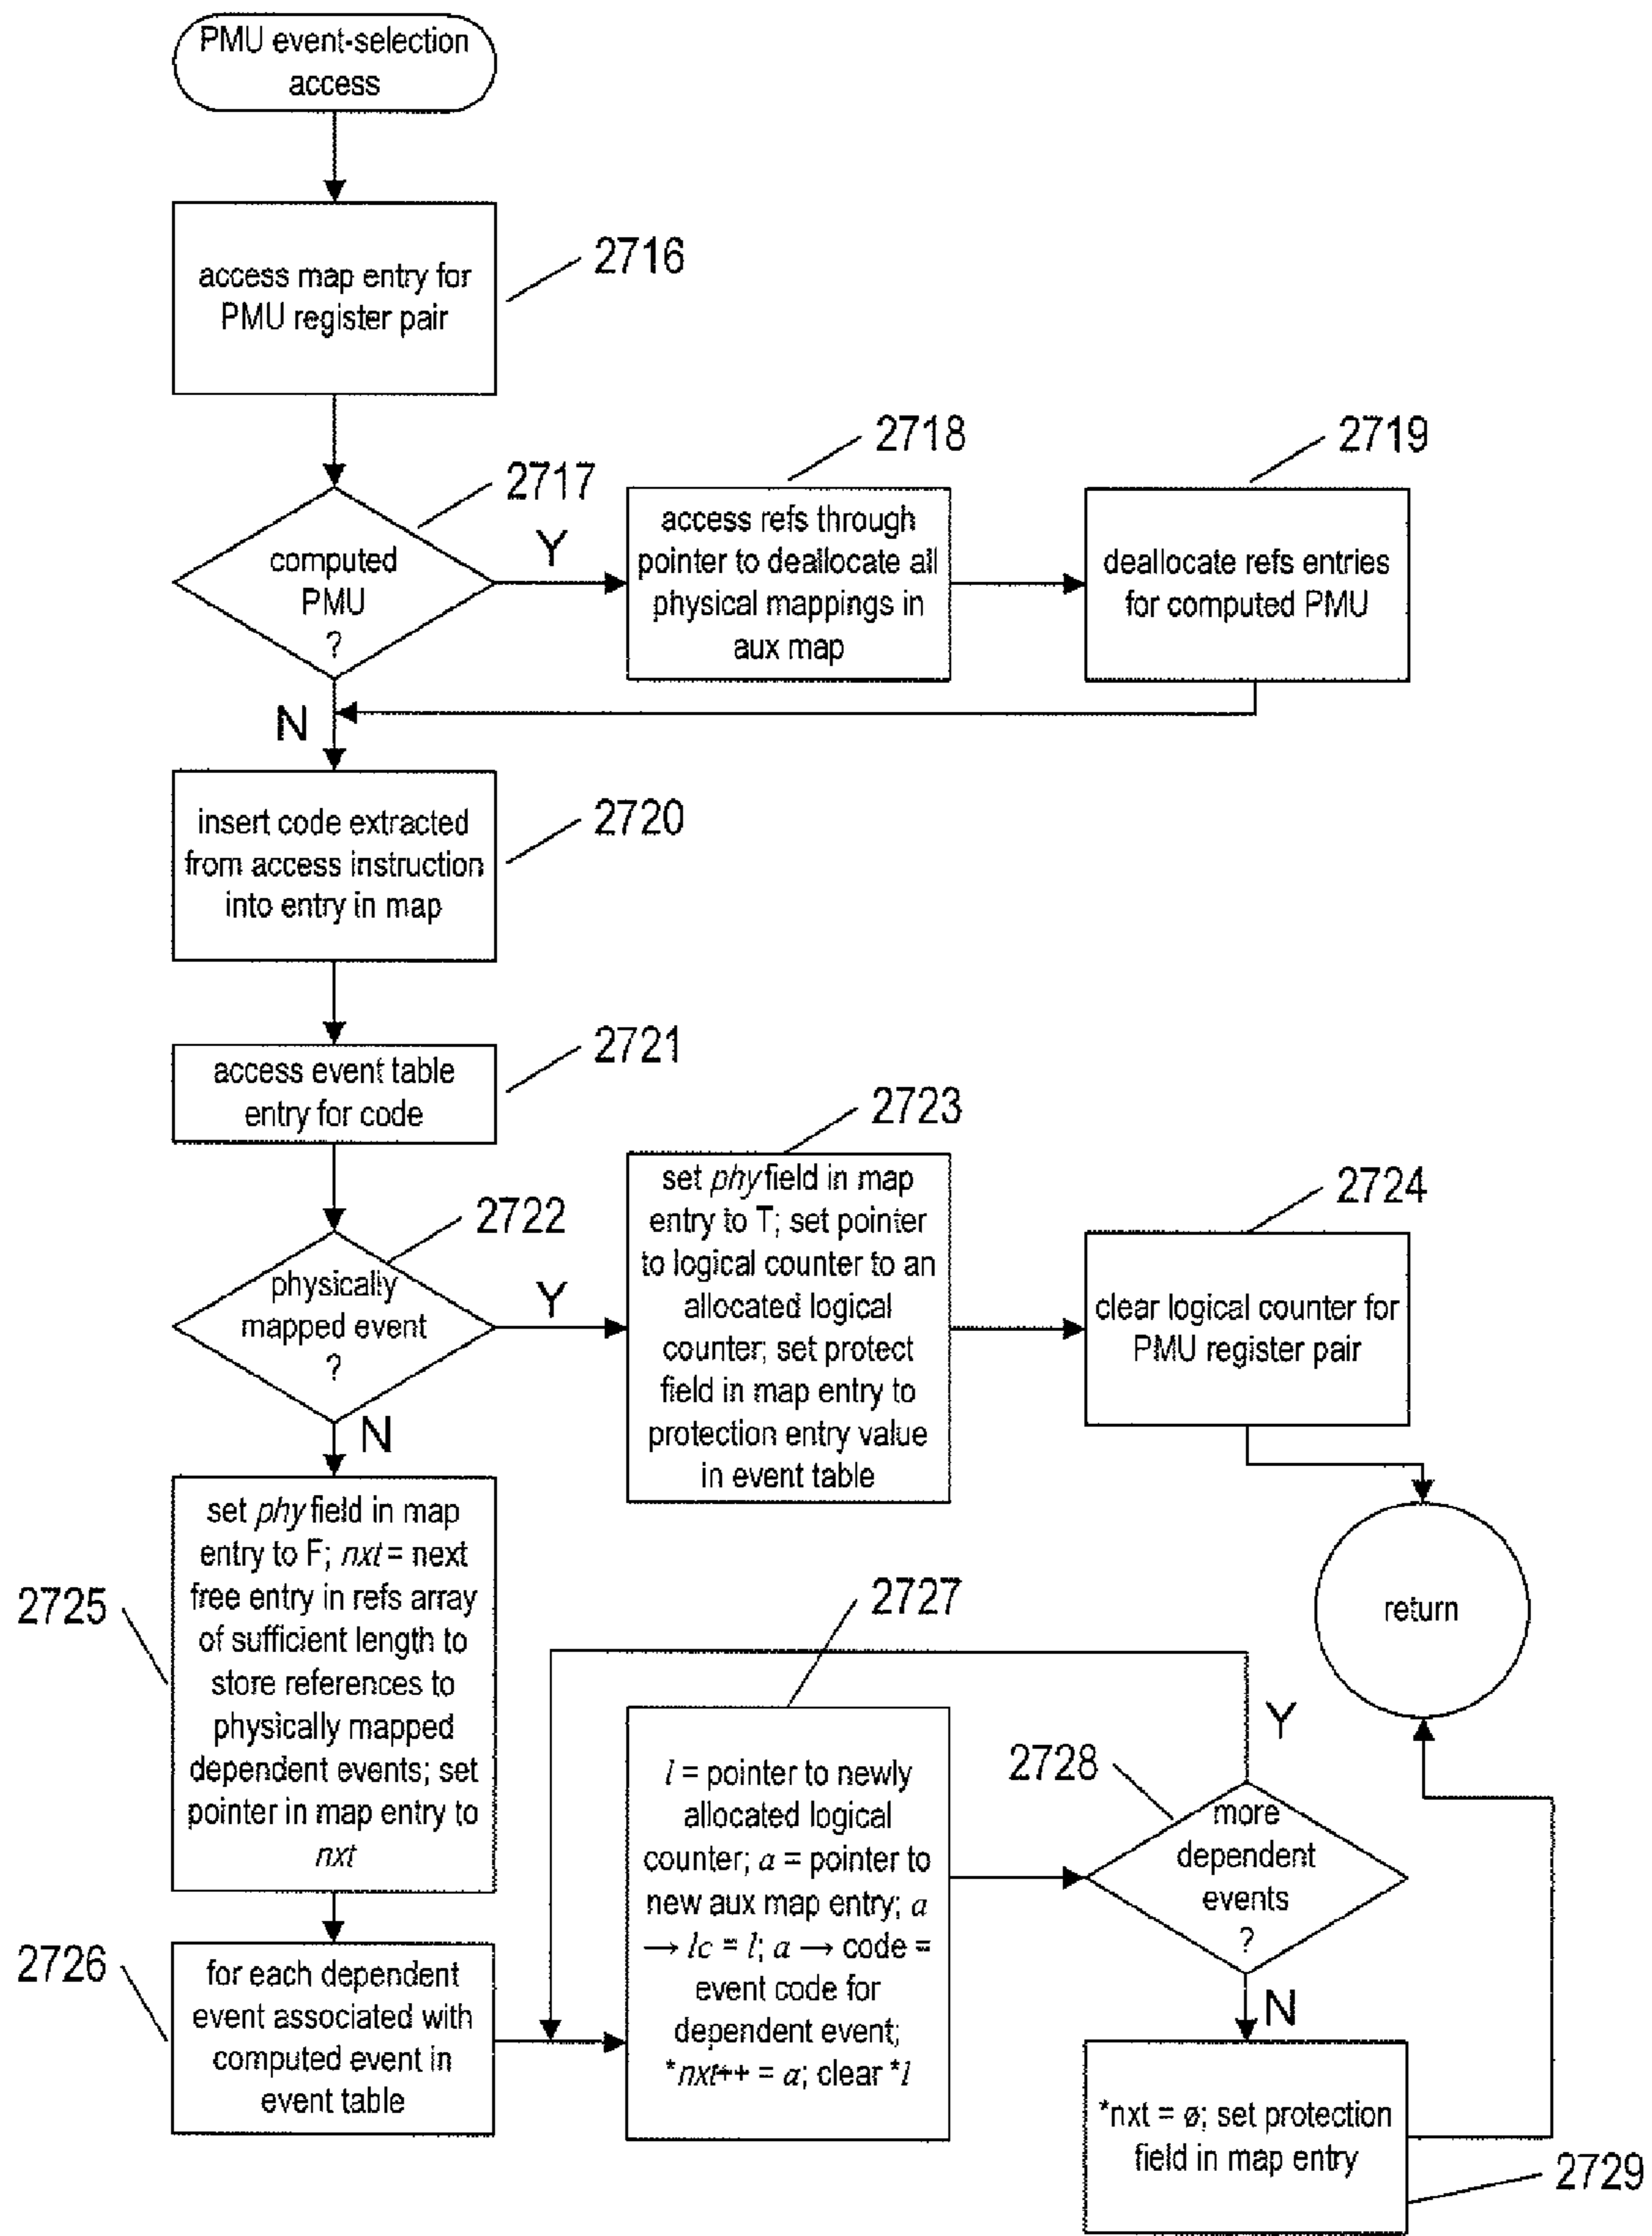 PMU event-selection
access
access map entry for
PMU register pair
2716
computed
PMU
?
2717
Y
N
access refs through
pointer to deallocate all
physical mappings in
aux map
2718
deallocate refs entries
for computed PMU
2719
insert code extracted
from access instruction
into entry in map
2720
access event table
entry for code
2721
physically
mapped event
?
2722
Y
N
set phy field in map
entry to T; set pointer
to logical counter to an
allocated logical
counter; set protect
field in map entry to
protection entry value
in event table
2723
clear logical counter for
PMU register pair
2724
return
set phy field in map
entry to F; nxt = next
free entry in refs array
of sufficient length to
store references to
physically mapped
dependent events; set
pointer in map entry to
nxt
2725
for each dependent
event associated with
computed event in
event table
2726
l = pointer to newly
allocated logical
counter; a = pointer to
new aux map entry; a
→ lc = l; a → code =
event code for
dependent event;
*nxt++ = a; clear *l
2727
more
dependent
events
?
2728
Y
N
*nxt = ø; set protection
field in map entry
2729